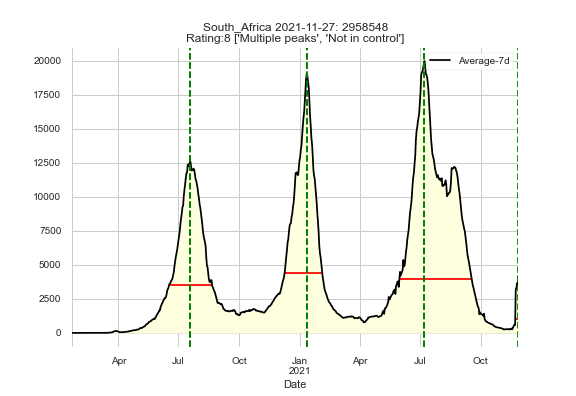 South_Africa 2021-11-27: 2958548
Rating:8 ['Multiple peaks', 'Not in control']
Average-7d
20000
17500
15000
12500
10000
7500
5000
2500
0
Apr
Jul
Oct
Jan
2021
Apr
Jul
Oct
Date